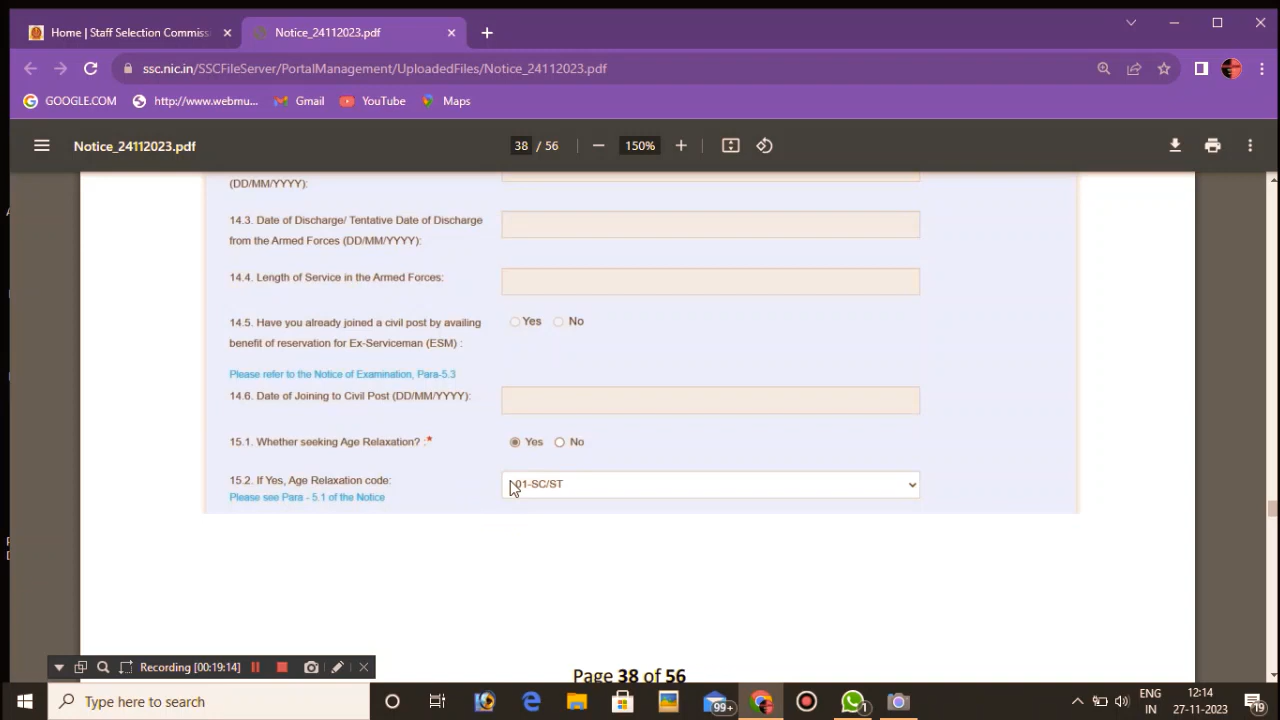 Home | Staff Selection Commiss
Notice_24112023.pdf
ssc.nic.in/SSCFileServer/PortalManagement/UploadedFiles/Notice_24112023.pdf
GOOGLE.COM
http://www.webmu...
Gmail
YouTube
Maps
Notice_24112023.pdf
38 / 56
150%
(DD/MM/YYYY):
14.3. Date of Discharge/ Tentative Date of Discharge
from the Armed Forces (DD/MM/YYYY):
14.4. Length of Service in the Armed Forces:
14.5. Have you already joined a civil post by availing
benefit of reservation for Ex-Serviceman (ESM) :
Yes No
Please refer to the Notice of Examination, Para-5.3
14.6. Date of Joining to Civil Post (DD/MM/YYYY):
15.1. Whether seeking Age Relaxation? :*
Yes No
15.2. If Yes, Age Relaxation code:
01-SC/ST
Please see Para - 5.1 of the Notice
Page 38 of 56
Recording [00:19:14]
Type here to search
99+
1
ENG
IN
12:14
27-11-2023
19